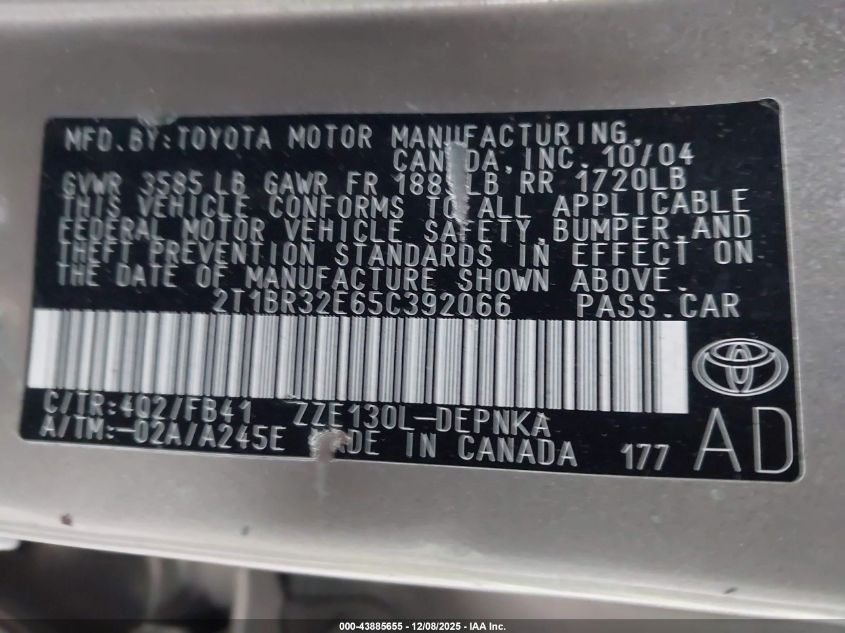 MFD.BY:TOYOTA MOTOR MANUFACTURING,
CANADA,INC. 10/04
GVWR 3585 LB GAWR FR LB RR 1720LB
THIS VEHICLE CONFORMS TO ALL APPLICABLE
FEDERAL MOTOR VEHICLE SAFETY,BUMPER,AND
THEFT PREVENTION STANDARDS IN EFFECT ON
THE DATE OF MANUFACTURE SHOWN ABOVE.
2T1BR32E65C392066 PASS.CAR
C/TR:4Q2/FB41 ZZE130L-DEPNKA
A/TM:-02A/A245E MADE IN CANADA 177 AD
000-43885655 - 12/08/2025 - IAA Inc.